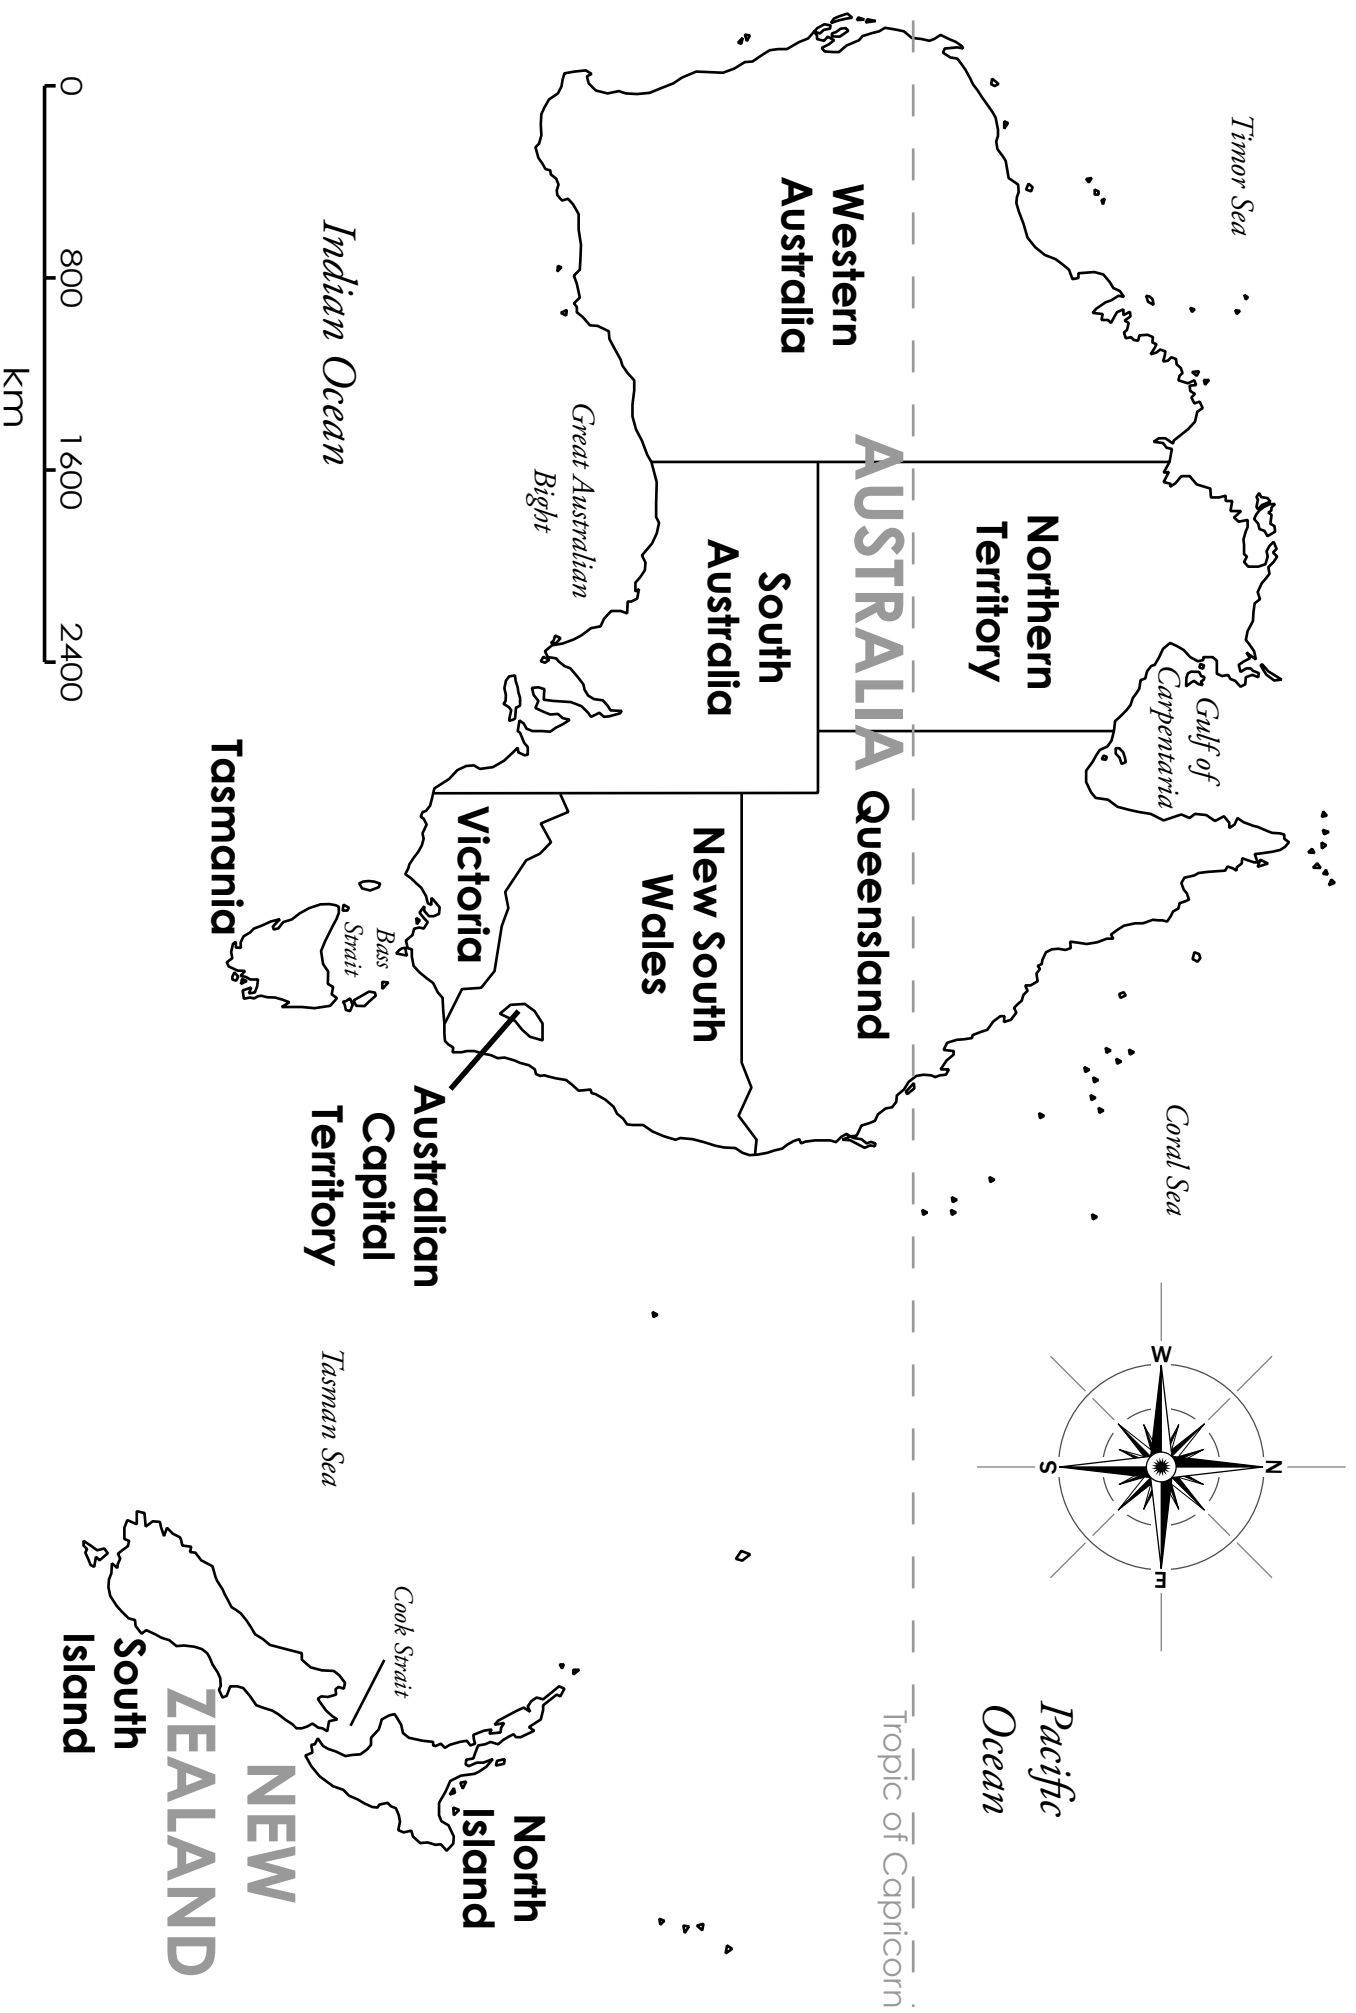 Timor Sea
Gulf of
Carpentaria
Coral Sea
N
W
E
S
Pacific
Ocean
Northern
Territory
Western
Australia
AUSTRALIA
Queensland
Tropic of Capricorn
South
Australia
New South
Wales
Great Australian
Bight
Indian Ocean
Victoria
Bass
Strait
Tasmania
Australian
Capital
Territory
Tasman Sea
Cook Strait
North
Island
NEW
ZEALAND
South
Island
0 800 1600 2400
km